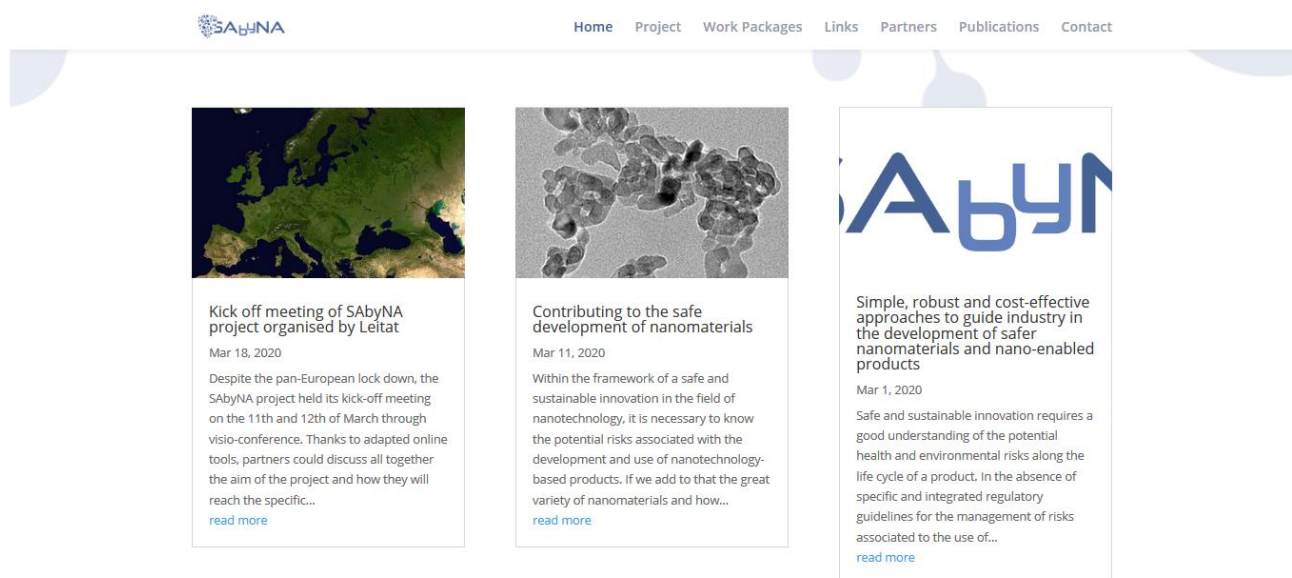 SAbyNA
Home Project Work Packages Links Partners Publications Contact
Kick off meeting of SAbyNA
project organised by Leitat
Mar 18, 2020
Despite the pan-European lock down, the
SAbyNA project held its kick-off meeting
on the 11th and 12th of March through
visio-conference. Thanks to adapted online
tools, partners could discuss all together
the aim of the project and how they will
reach the specific...
read more
Contributing to the safe
development of nanomaterials
Mar 11, 2020
Within the framework of a safe and
sustainable innovation in the field of
nanotechnology, it is necessary to know
the potential risks associated with the
development and use of nanotechnology-
based products. If we add to that the great
variety of nanomaterials and how...
read more
SAbyN
Simple, robust and cost-effective
approaches to guide industry in
the development of safer
nanomaterials and nano-enabled
products
Mar 1, 2020
Safe and sustainable innovation requires a
good understanding of the potential
health and environmental risks along the
life cycle of a product. In the absence of
specific and integrated regulatory
guidelines for the management of risks
associated to the use of...
read more